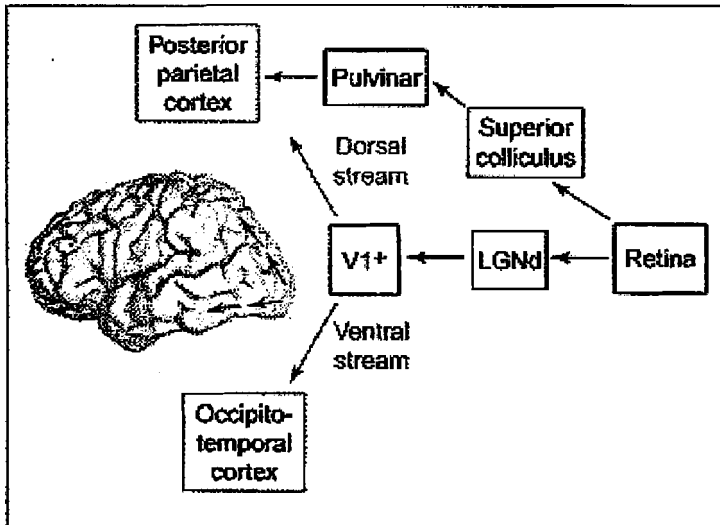 Posterior
parietal
cortex
Pulvinar
Superior
colliculus
Dorsal
stream
V1+
LGNd
Retina
Ventral
stream
Occipito-
temporal
cortex